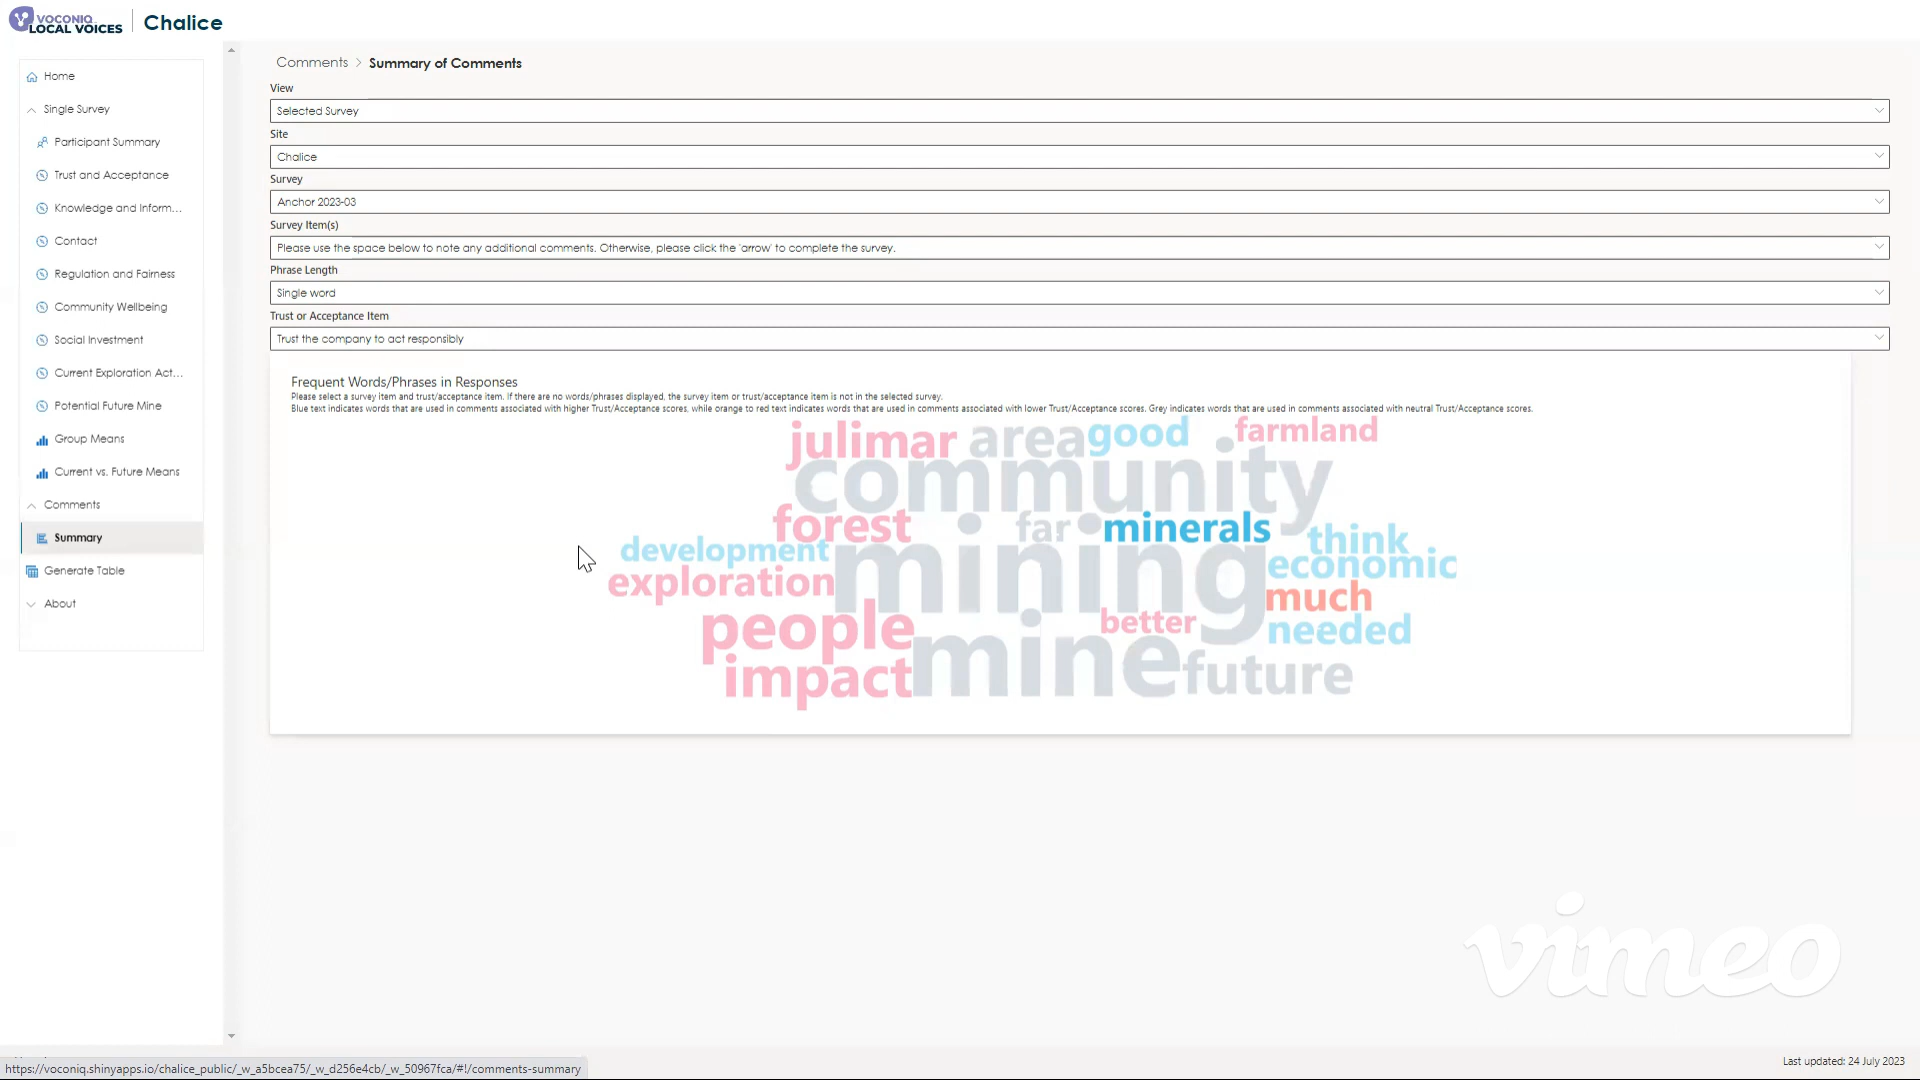 VOCONIQ
LOCAL VOICES
Chalice
Home
Single Survey
Participant Summary
Trust and Acceptance
Knowledge and Inform...
Contact
Regulation and Fairness
Community Wellbeing
Social Investment
Current Exploration Act...
Potential Future Mine
Group Means
Current vs. Future Means
Comments
Summary
Generate Table
About
Comments > Summary of Comments
View
Selected Survey
Site
Chalice
Survey
Anchor 2023-03
Survey Item(s)
Please use the space below to note any additional comments. Otherwise, please click the 'arrow' to complete the survey.
Phrase Length
Single word
Trust or Acceptance Item
Trust the company to act responsibly
Frequent Words/Phrases in Responses
Please select a survey item and trust/acceptance item. If there are no words/phrases displayed, the survey item or trust/acceptance item is not in the selected survey.
Blue text indicates words that are used in comments associated with higher Trust/Acceptance scores, while orange to red text indicates words that are used in comments associated with lower Trust/Acceptance scores. Grey indicates words that are used in comments associated with neutral Trust/Acceptance scores.
julimar area good farmland
community
forest far minerals think
development mining economic
exploration much
people better needed
impact mine future
vimeo
Last updated: 24 July 2023
https://voconiq.shinyapps.io/chalice_public/_w_a5bcea75/_w_d256e4cb/_w_50967fca/#!/comments-summary